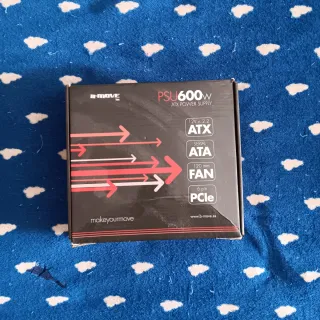 B-MOVE
PSU600W
ATX POWER SUPPLY
ATX
ATA
FAN
PCIe
makeyourmove
www.b-move.es